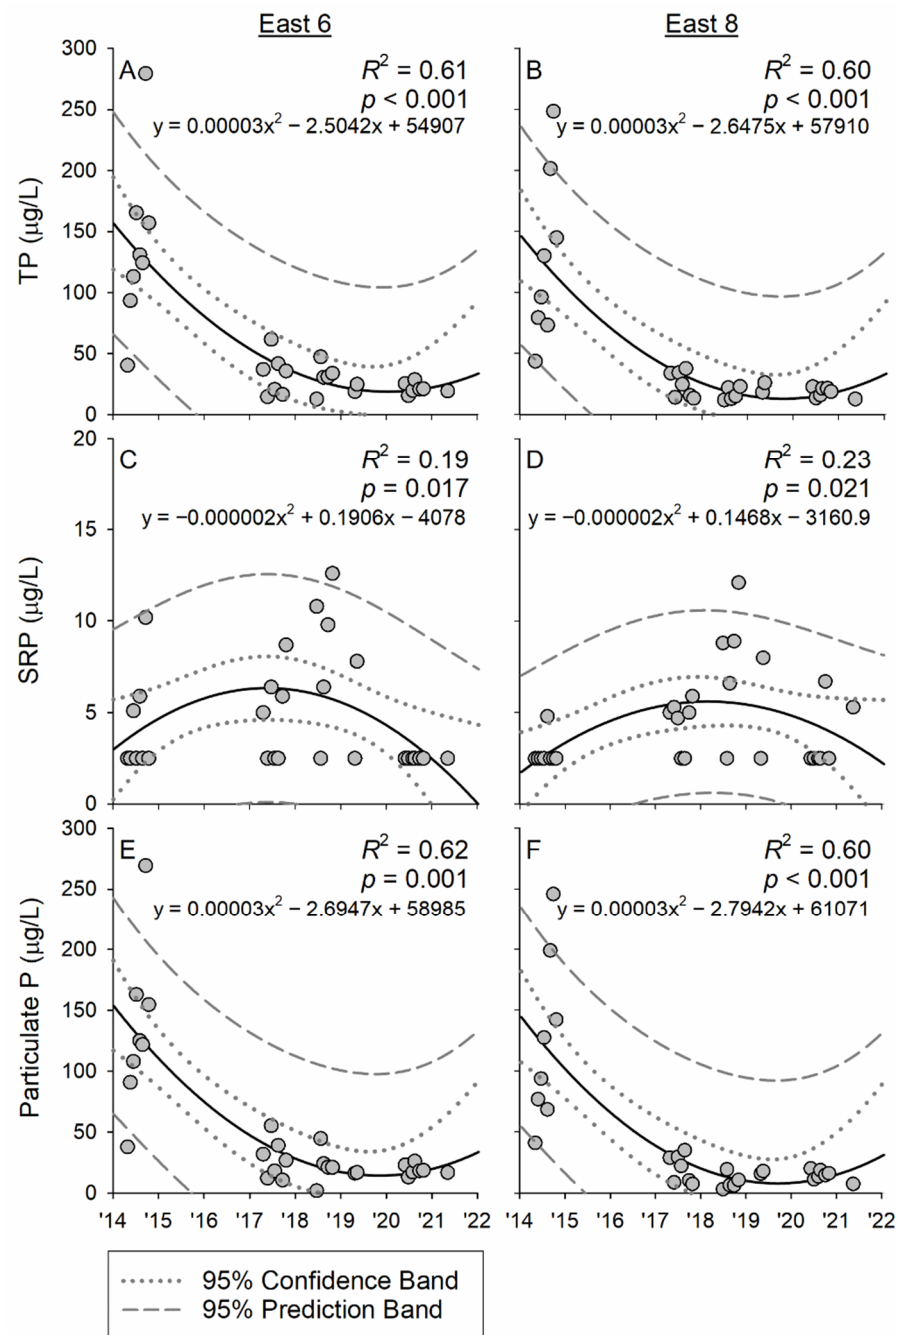 East 6 East 8
300
A R² = 0.61 B R² = 0.60
p < 0.001 p < 0.001
250
y = 0.00003x² − 2.5042x + 54907 y = 0.00003x² − 2.6475x + 57910
200
TP (µg/L)
150
100
50
0
20
C R² = 0.19 D R² = 0.23
p = 0.017 p = 0.021
y = −0.000002x² + 0.1906x − 4078 y = −0.000002x² + 0.1468x − 3160.9
15
SRP (µg/L)
10
5
0
300
E R² = 0.62 F R² = 0.60
p = 0.001 p < 0.001
250
y = 0.00003x² − 2.6947x + 58985 y = 0.00003x² − 2.7942x + 61071
200
Particulate P (µg/L)
150
100
50
0
'14 '15 '16 '17 '18 '19 '20 '21 '22 '14 '15 '16 '17 '18 '19 '20 '21 '22
95% Confidence Band
95% Prediction Band